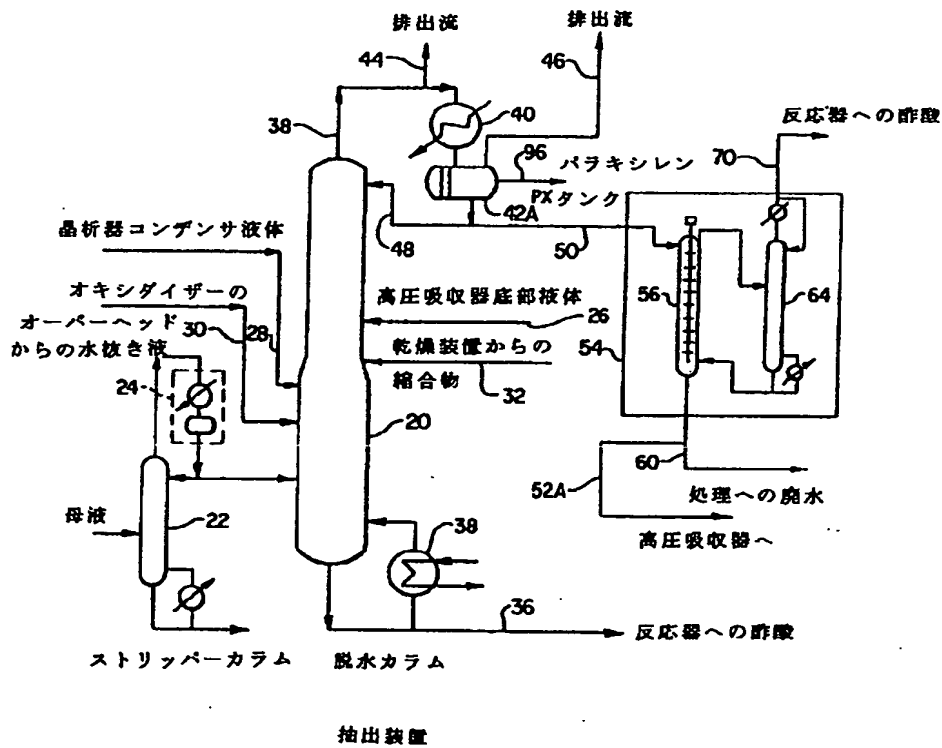 排出流
排出流
44
46
40
反応器への酢酸
38
96
パラキシレン
70
PXタンク
42A
晶析器コンデンサ液体
48
50
オキシダイザーの
高圧吸収器底部液体
56
64
オーバーヘッド
30
28
26
からの水抜き液
乾燥装置からの
54
24
縮合物
32
20
60
52A
処理への廃水
母液
22
38
高圧吸収器へ
36
反応器への酢酸
ストリッパーカラム
脱水カラム
抽出装置